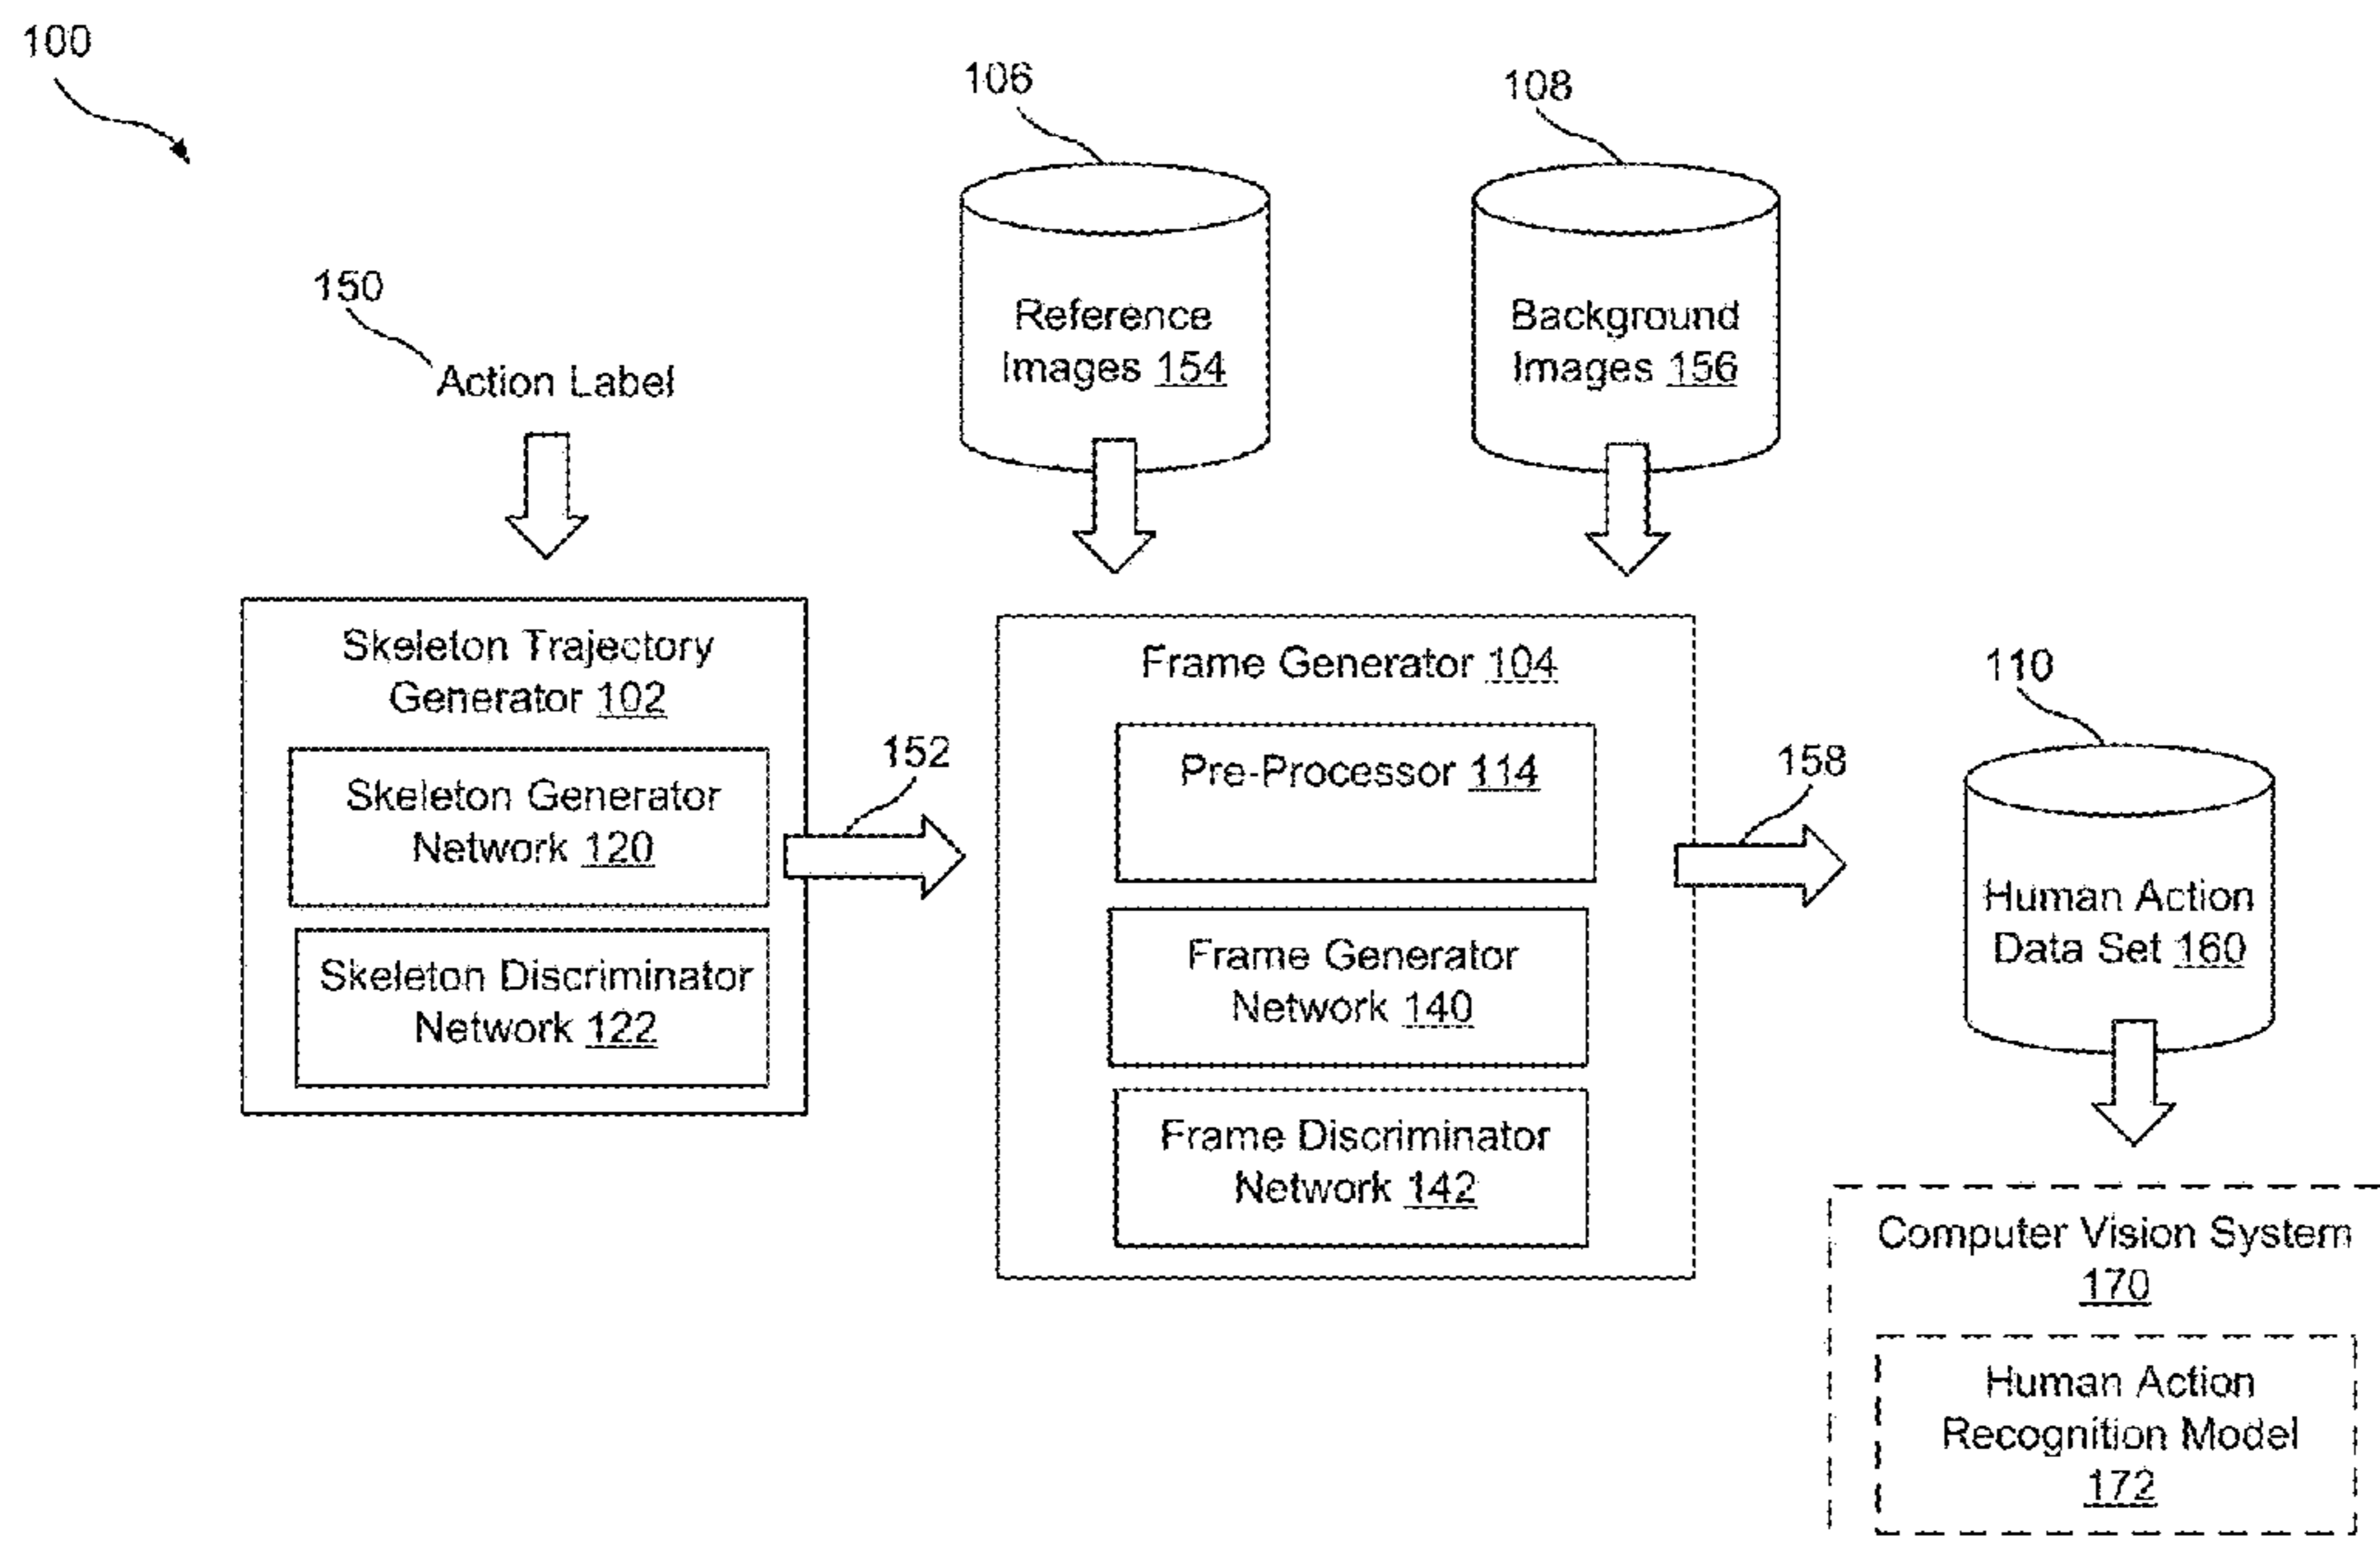 100
106
108
150
Action Label
Reference
Images 154
Background
Images 156
Skeleton Trajectory
Generator 102
Skeleton Generator
Network 120
Skeleton Discriminator
Network 122
152
Frame Generator 104
Pre-Processor 114
Frame Generator
Network 140
Frame Discriminator
Network 142
158
110
Human Action
Data Set 160
Computer Vision System
170
Human Action
Recognition Model
172